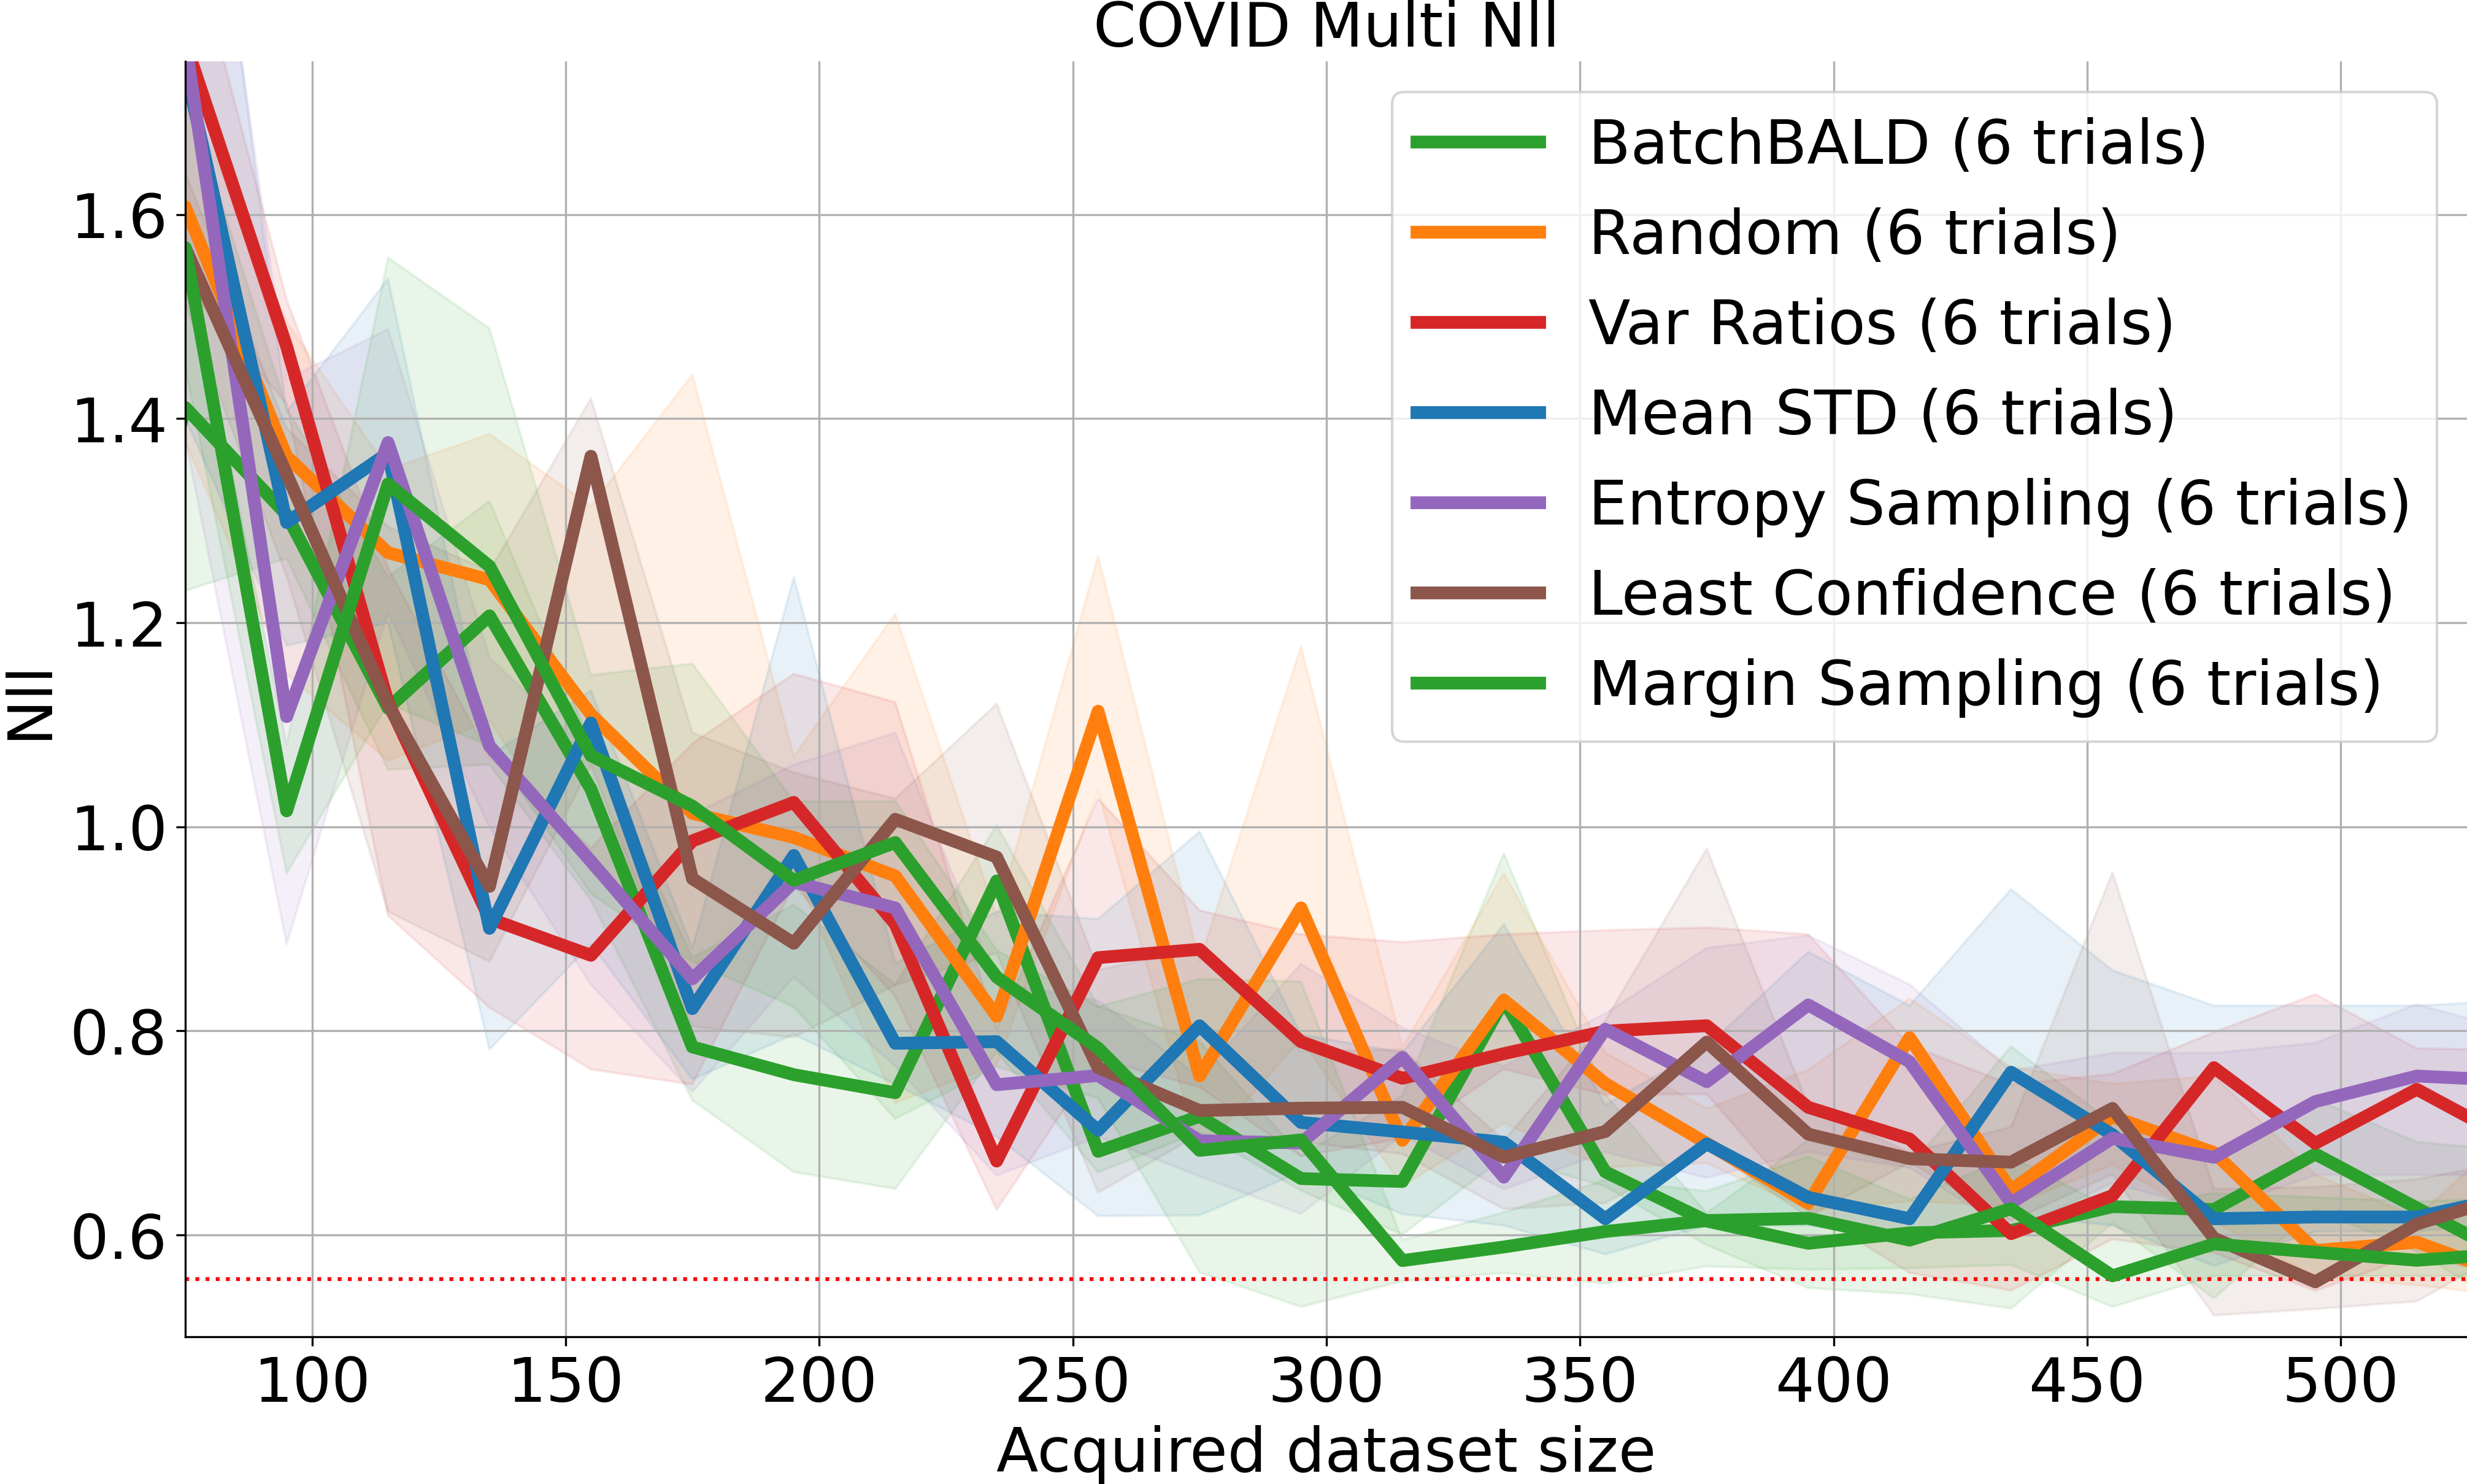 COVID Multi Nll
BatchBALD (6 trials)
Random (6 trials)
Var Ratios (6 trials)
Mean STD (6 trials)
Entropy Sampling (6 trials)
Least Confidence (6 trials)
Margin Sampling (6 trials)
Nll
1.6
1.4
1.2
1.0
0.8
0.6
100 150 200 250 300 350 400 450 500
Acquired dataset size